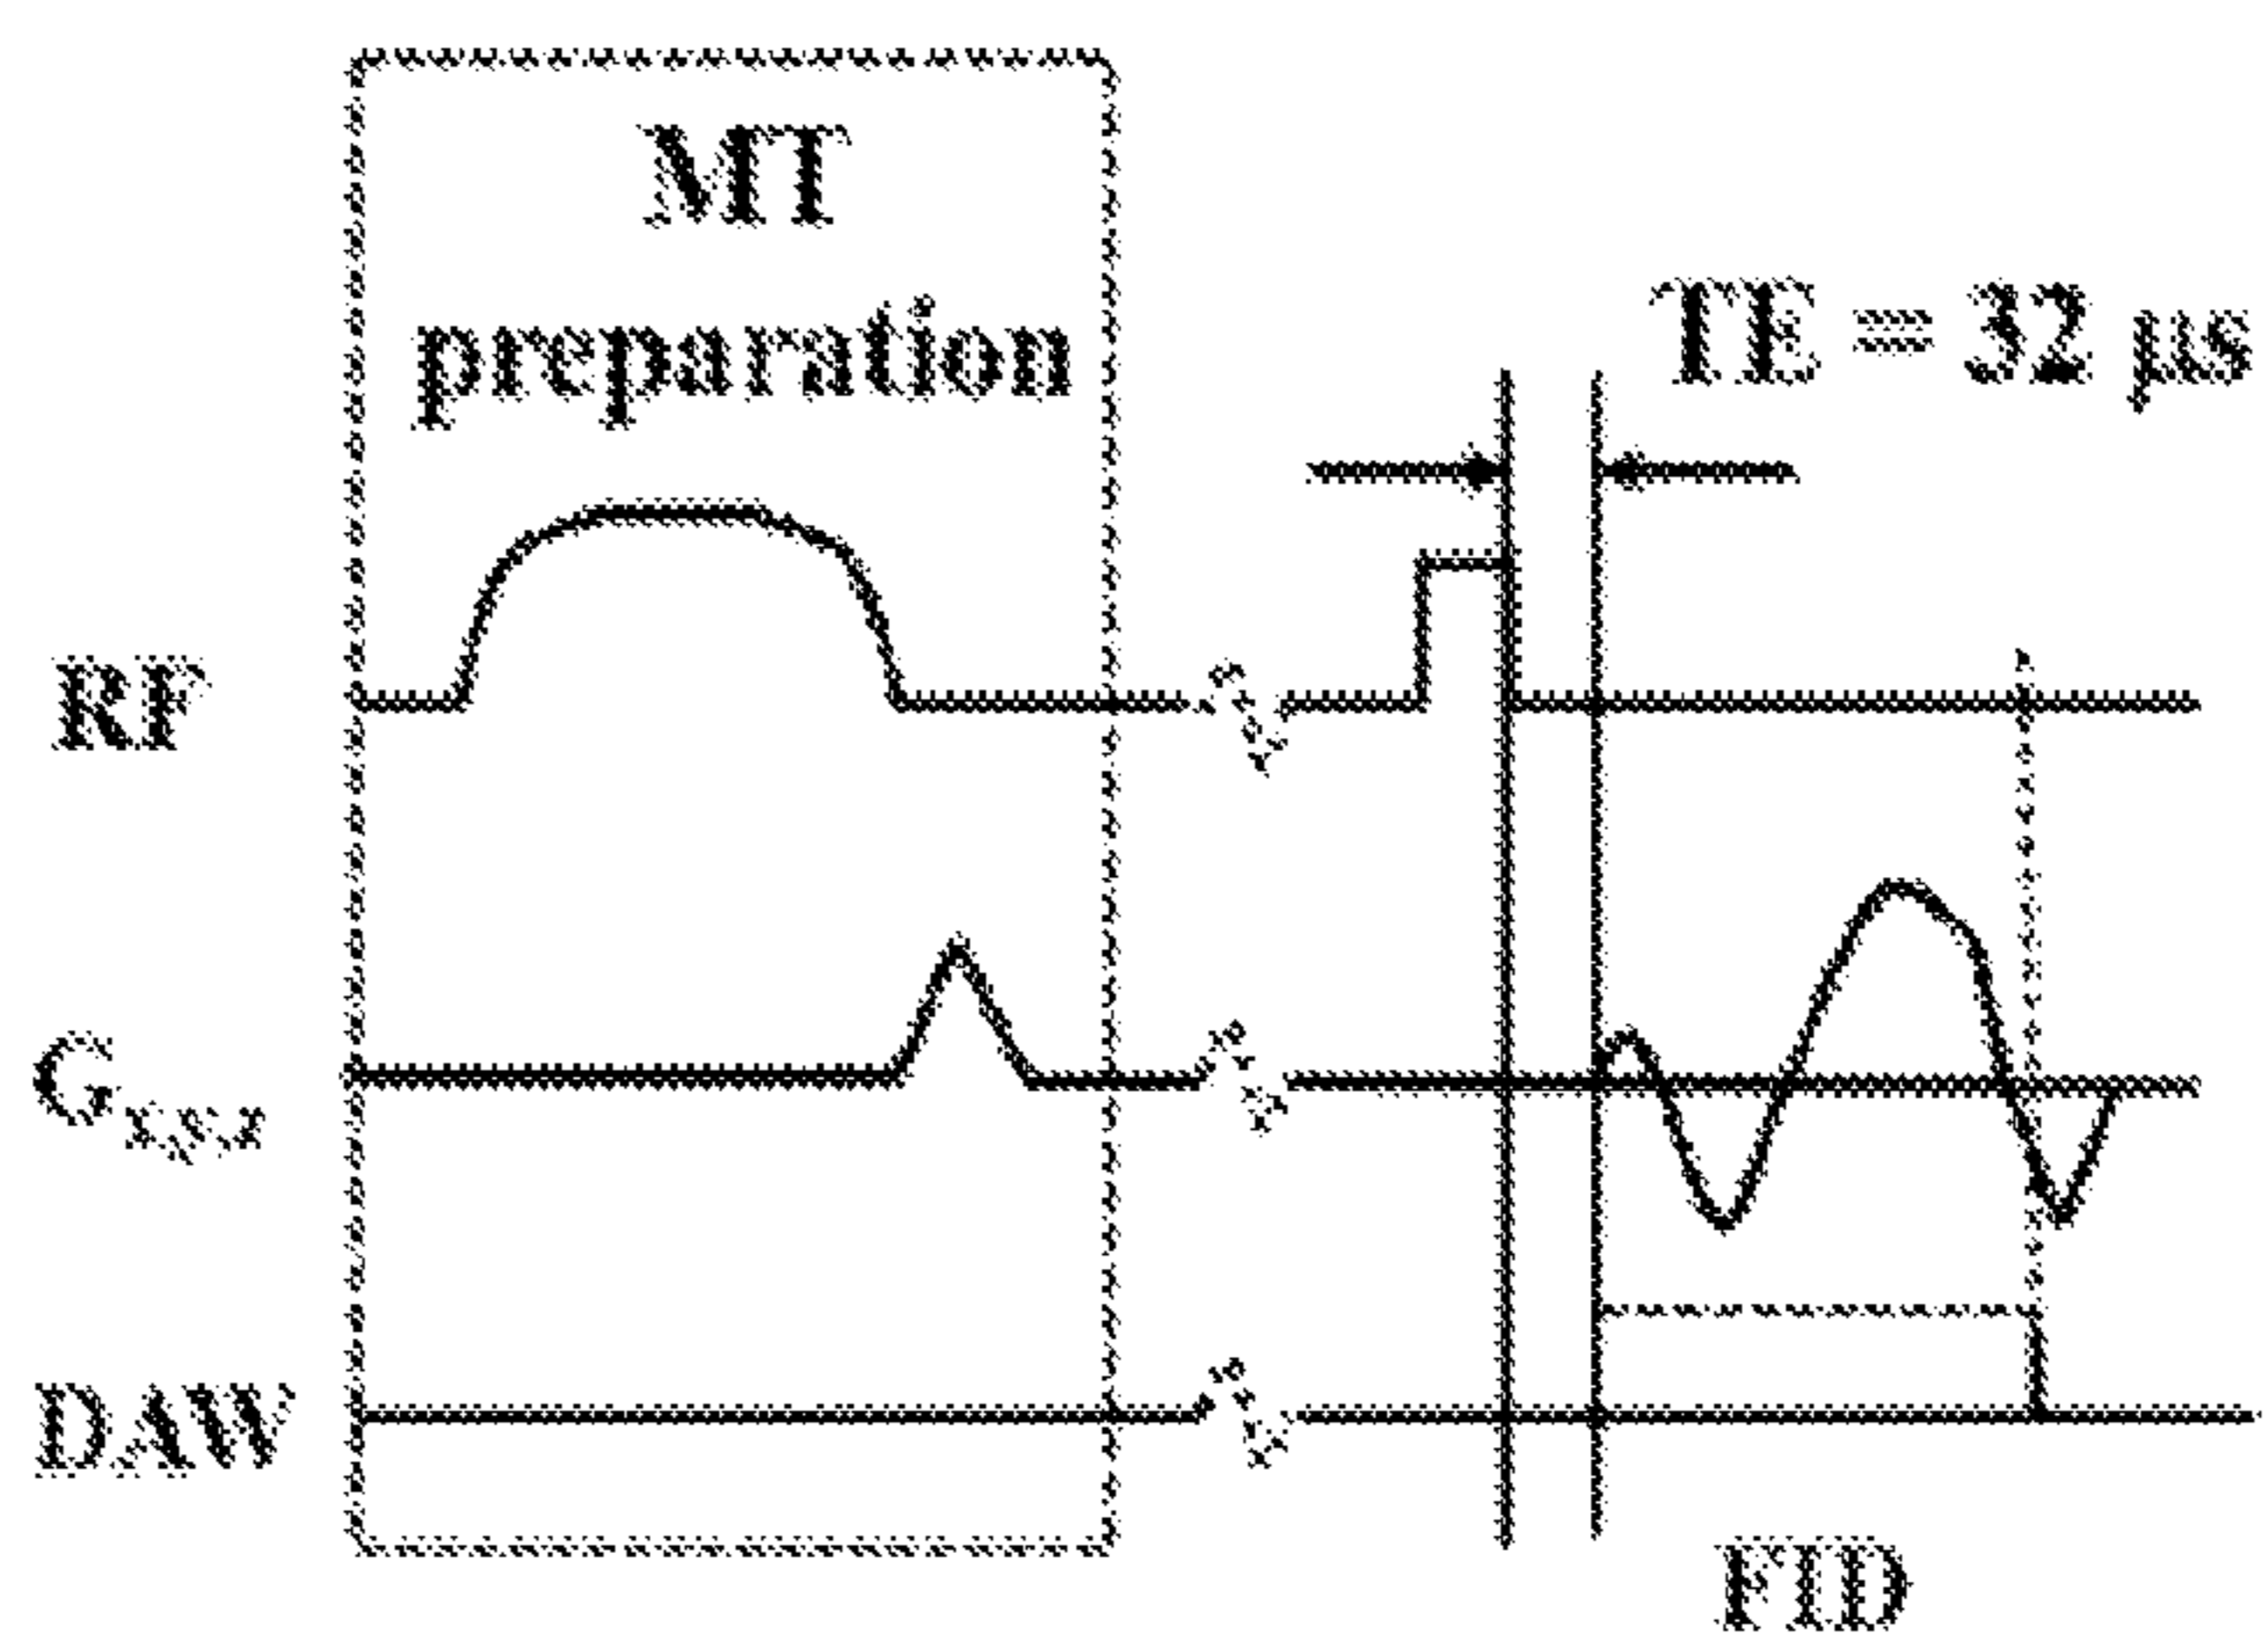 MT
preparation
TE = 32 µs
RF
Gx,y,z
DAW
FID